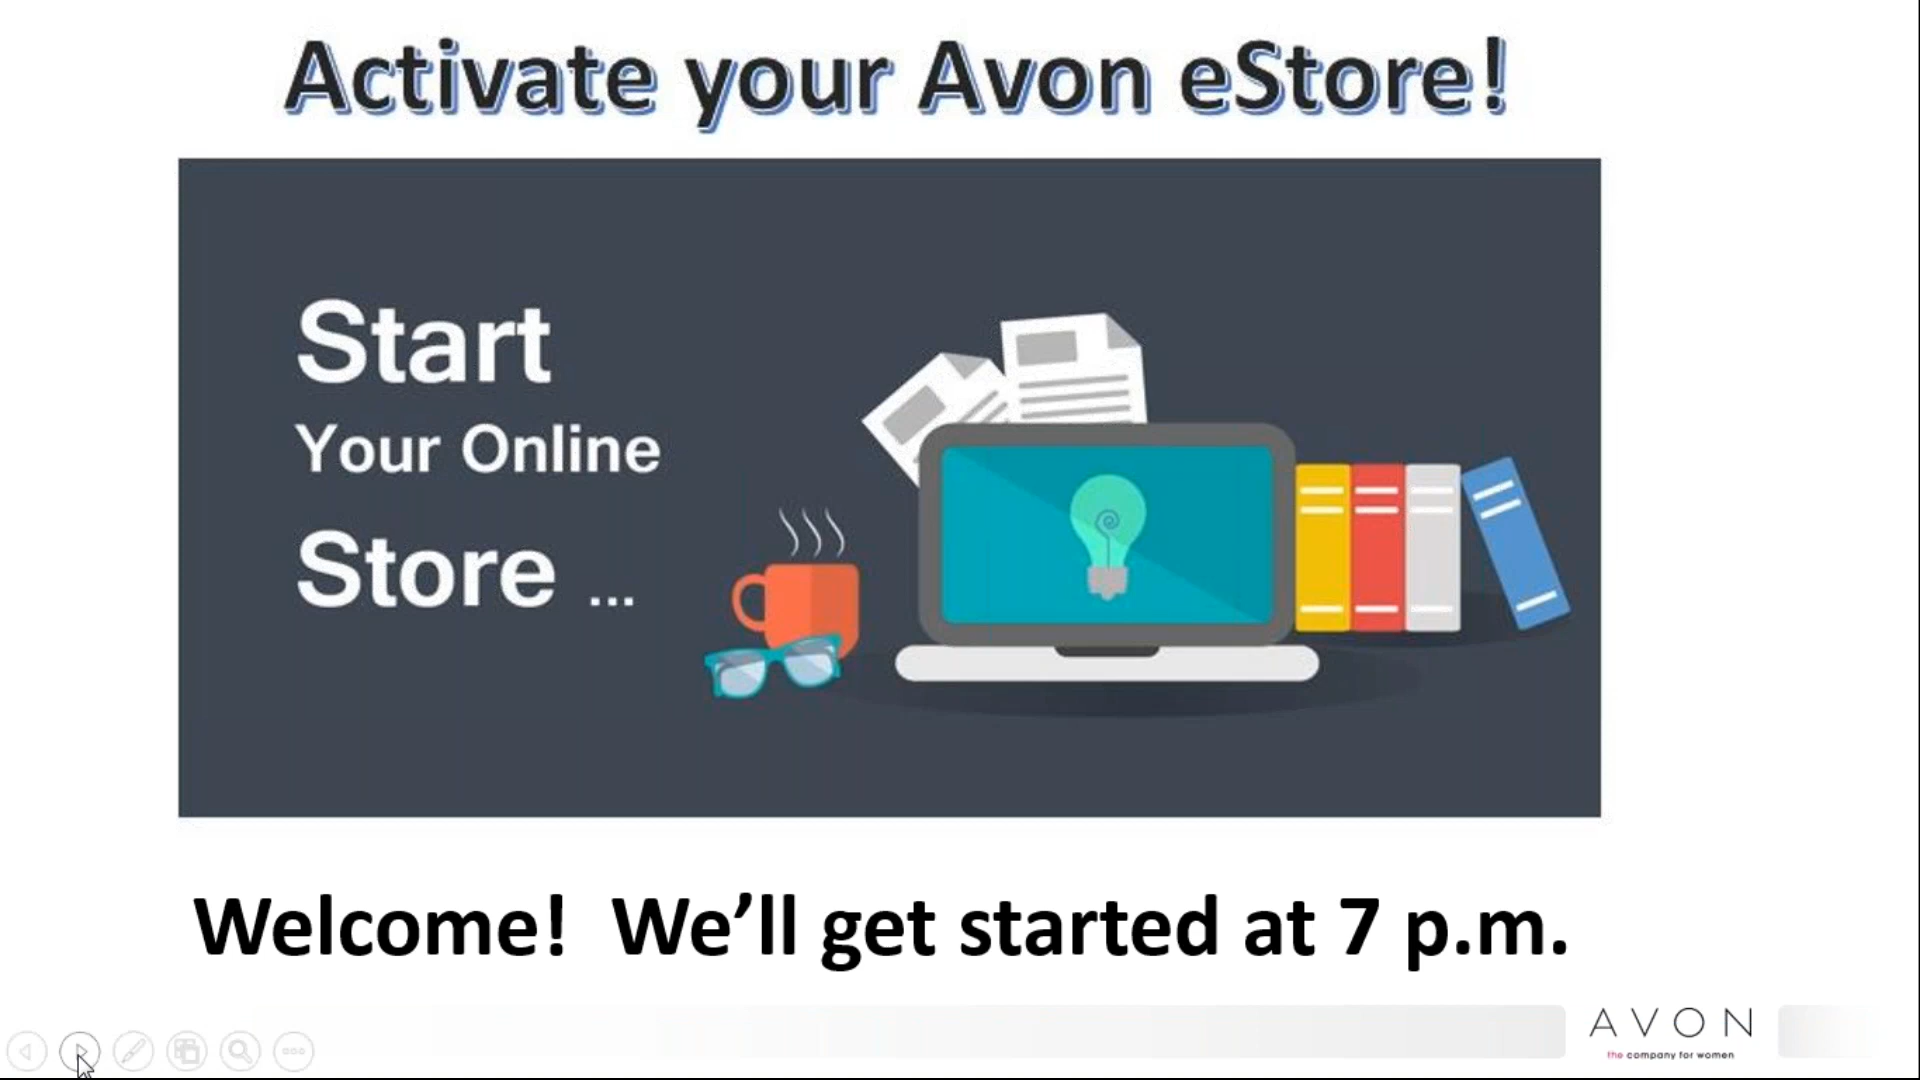 Activate your Avon eStore!
Start
Your Online
Store ...
Welcome! We’ll get started at 7 p.m.
AVON
the company for women